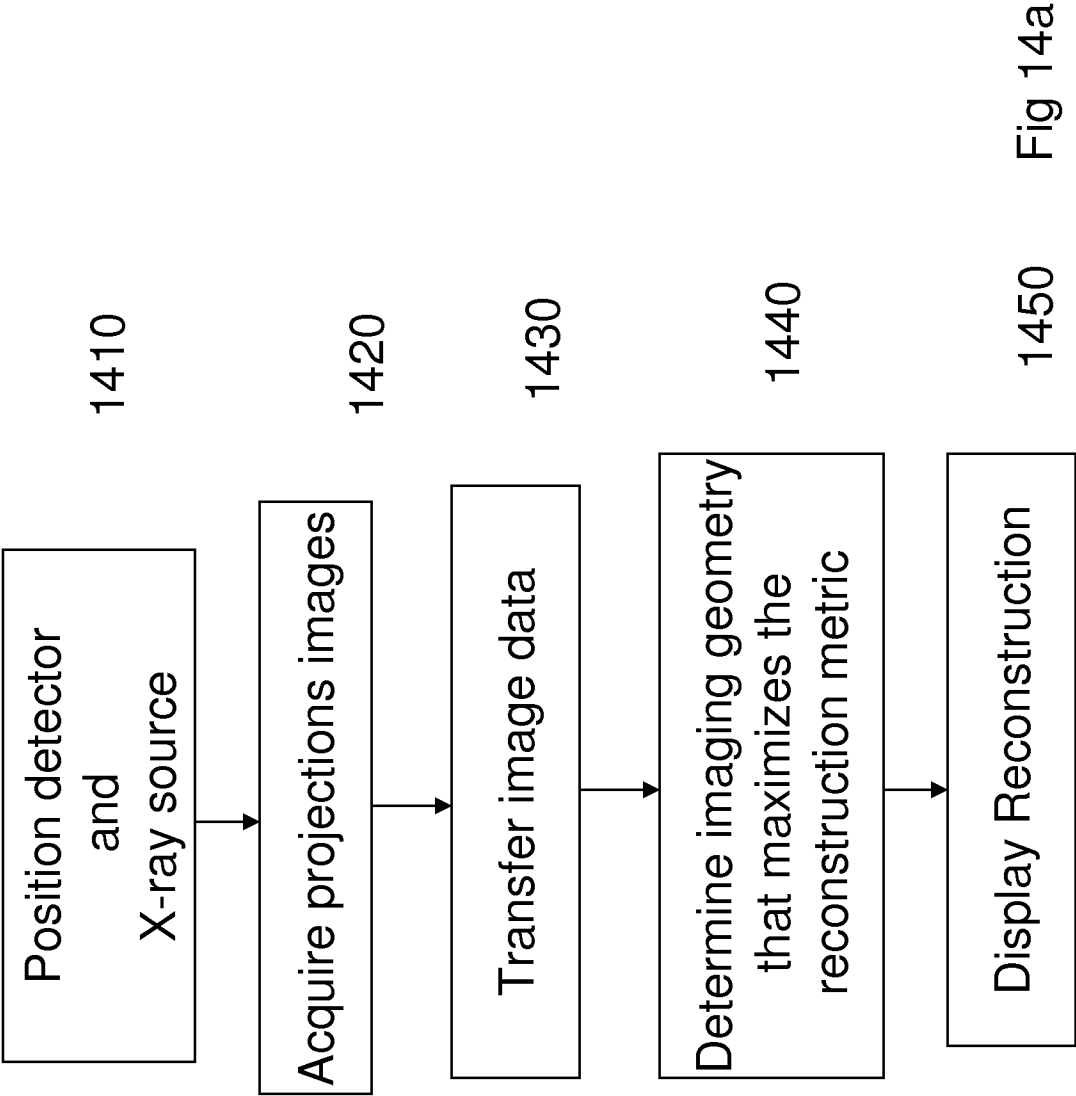 Position detector
and
X-ray source
1410
Acquire projections images
1420
Transfer image data
1430
Determine imaging geometry
that maximizes the
reconstruction metric
1440
Display Reconstruction
1450
Fig 14a